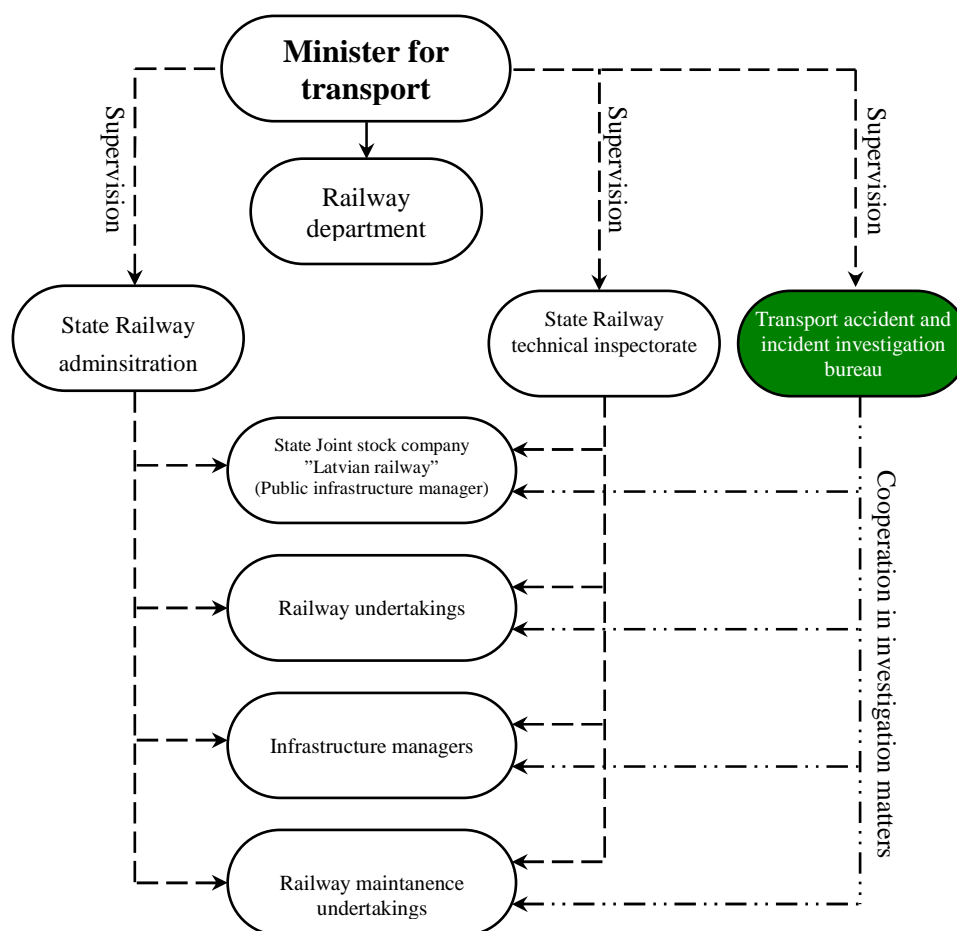 Minister for
transport
Supervision
Supervision
Supervision
Railway
department
State Railway
adminsitration
State Railway
technical inspectorate
Transport accident and
incident investigation
bureau
State Joint stock company
”Latvian railway”
(Public infrastructure manager)
Cooperation in investigation matters
Railway undertakings
Infrastructure managers
Railway maintanence
undertakings